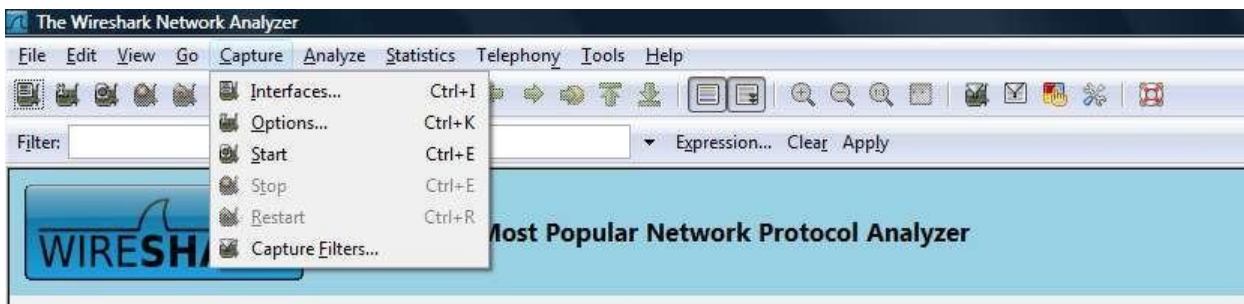 The Wireshark Network Analyzer
File Edit View Go Capture Analyze Statistics Telephony Tools Help
Interfaces... Ctrl+I
Options... Ctrl+K
Filter: Expression... Clear Apply
Start Ctrl+E
Stop Ctrl+E
Restart Ctrl+R
WIRESHA Most Popular Network Protocol Analyzer
Capture Filters...